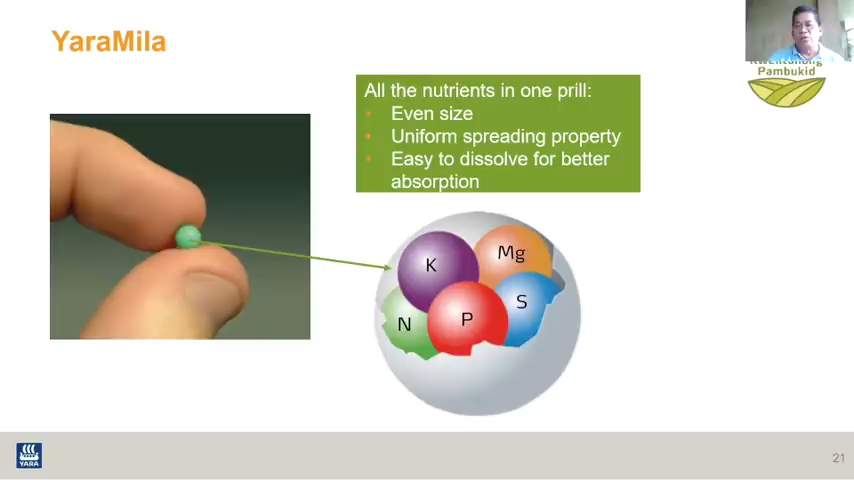 YaraMila
All the nutrients in one prill:
• Even size
• Uniform spreading property
• Easy to dissolve for better
absorption
Pambukid
K
Mg
S
N
P
YARA
21